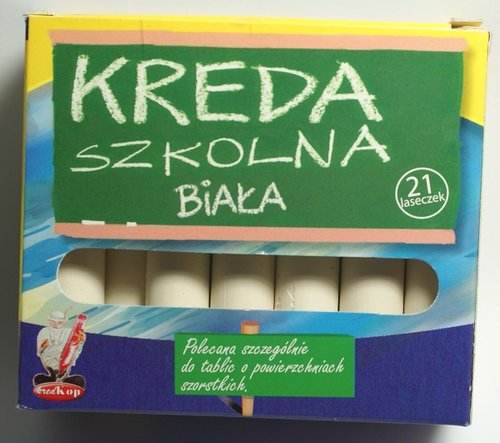 KREDA
SZKOLNA
BIAŁA
21
laseczek
Polecana szczególnie
do tablic o powierzchniach
szorstkich.
kredKop